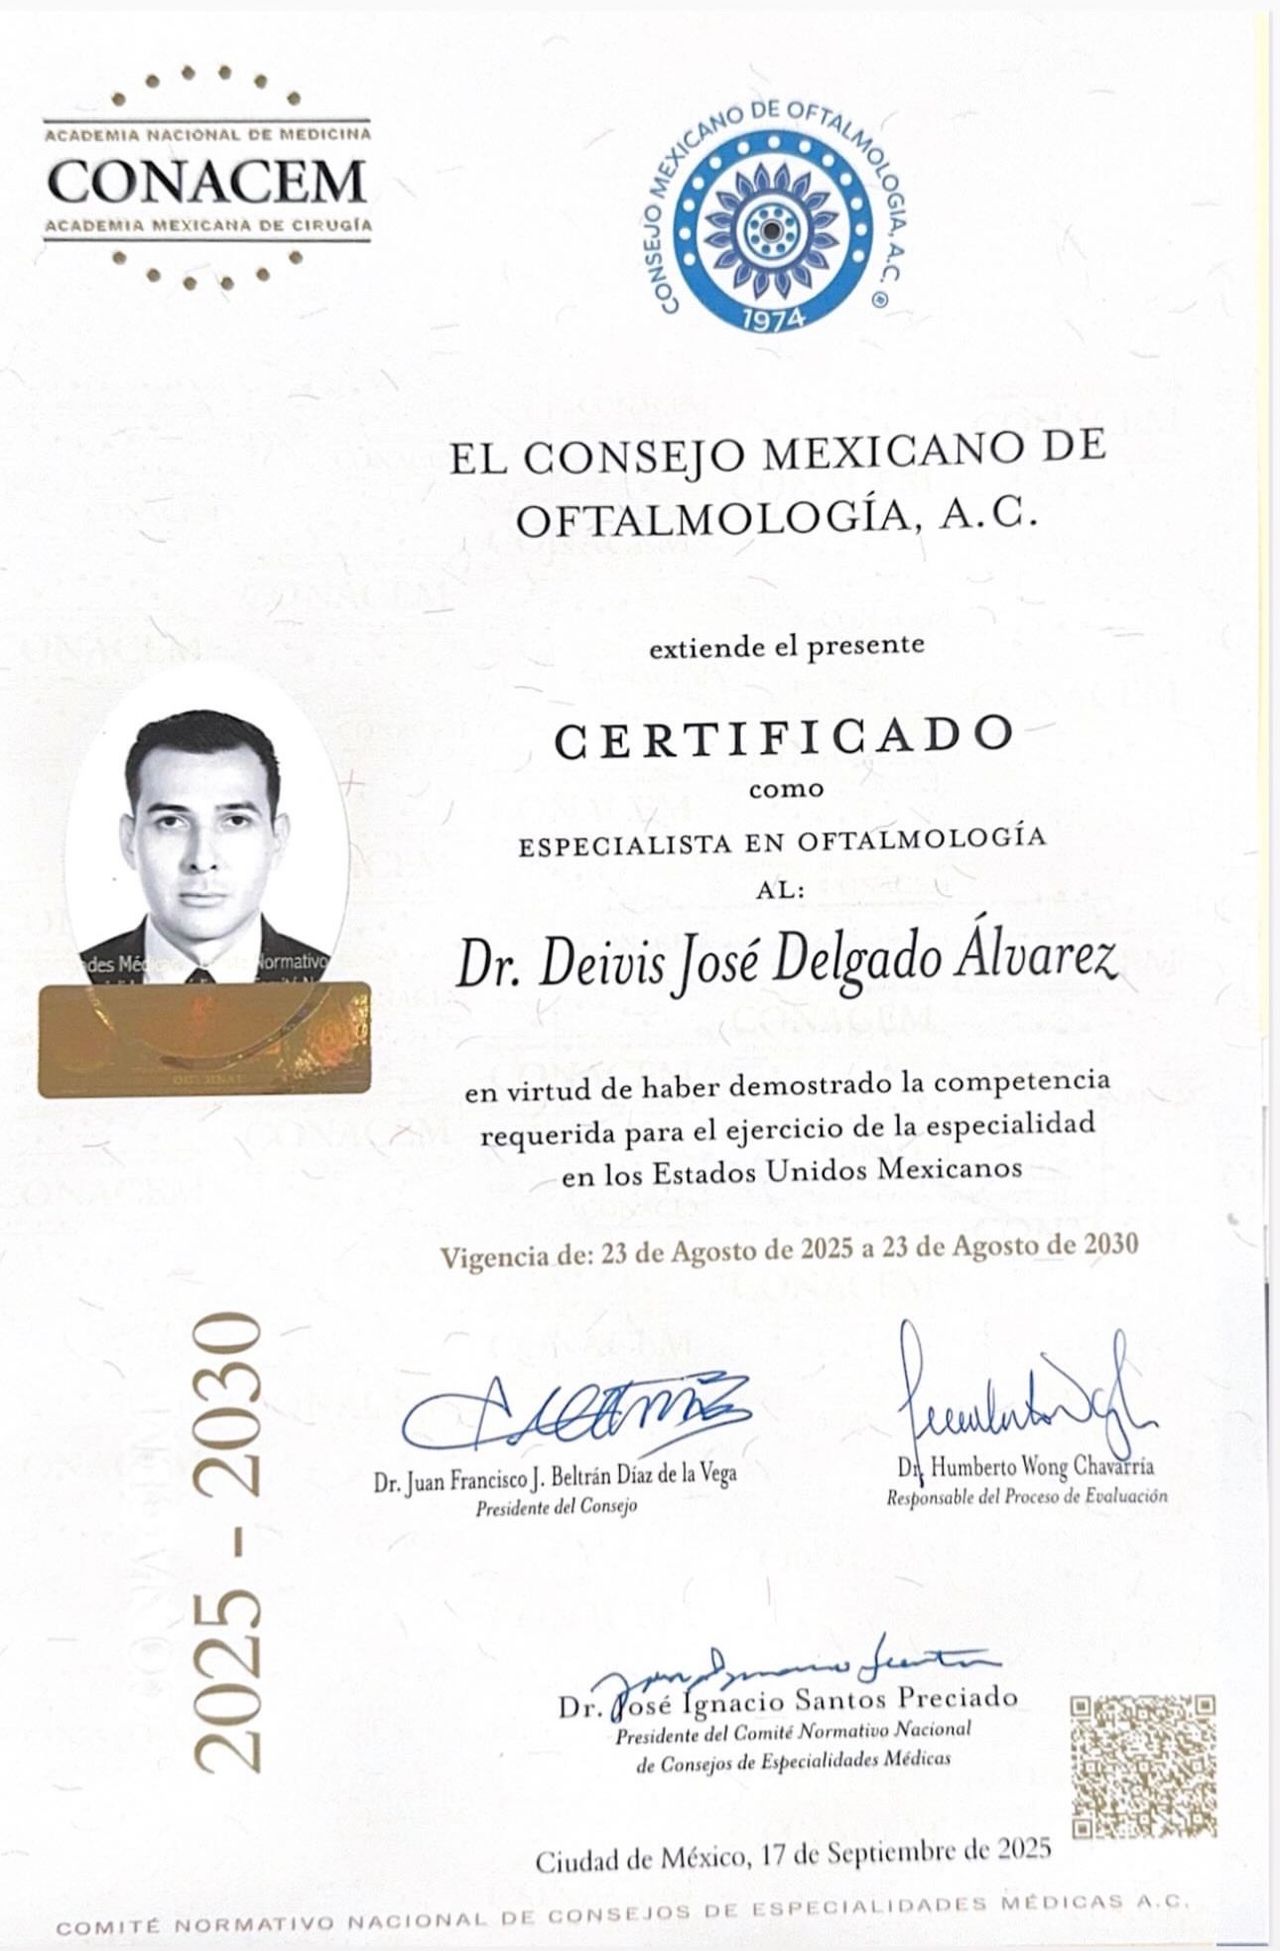 ACADEMIA NACIONAL DE MEDICINA
CONACEM
ACADEMIA MEXICANA DE CIRUGÍA
CONSEJO MEXICANO DE OFTALMOLOGIA, A.C. ®
1974
EL CONSEJO MEXICANO DE
OFTALMOLOGÍA, A.C.
extiende el presente
CERTIFICADO
como
ESPECIALISTA EN OFTALMOLOGÍA
AL:
Dr. Deivis José Delgado Álvarez
en virtud de haber demostrado la competencia
requerida para el ejercicio de la especialidad
en los Estados Unidos Mexicanos
Vigencia de: 23 de Agosto de 2025 a 23 de Agosto de 2030
2025 - 2030
Dr. Juan Francisco J. Beltrán Díaz de la Vega
Presidente del Consejo
Dr. Humberto Wong Chavarría
Responsable del Proceso de Evaluación
Dr. José Ignacio Santos Preciado
Presidente del Comité Normativo Nacional
de Consejos de Especialidades Médicas
Ciudad de México, 17 de Septiembre de 2025
COMITÉ NORMATIVO NACIONAL DE CONSEJOS DE ESPECIALIDADES MÉDICAS A.C.